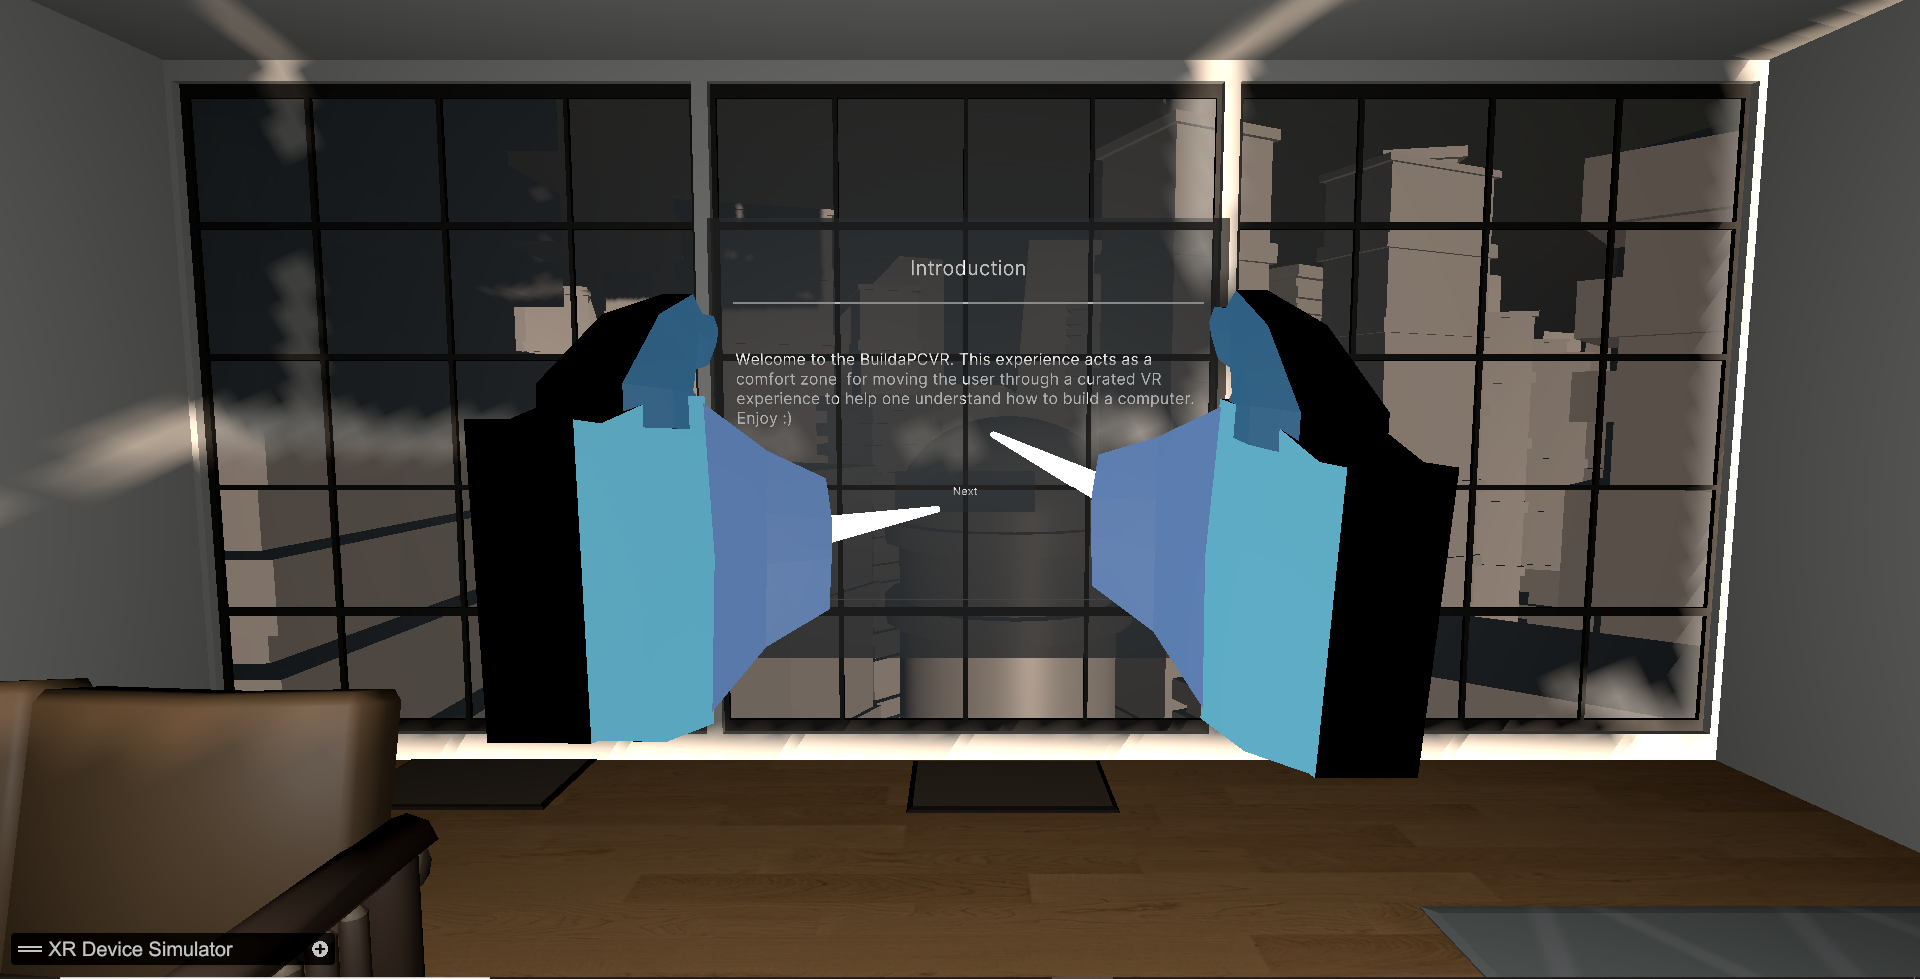 Introduction
Welcome to the BuildaPCVR. This experience acts as a
comfort zone for moving the user through a curated VR
experience to help one understand how to build a computer.
Enjoy :)
Next
XR Device Simulator